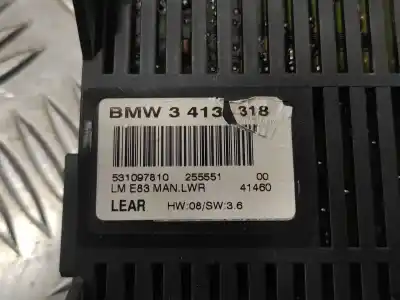 BMW 3 413 318
531097810 255551 00
LM E83 MAN.LWR 41460
LEAR HW:08/SW:3.6